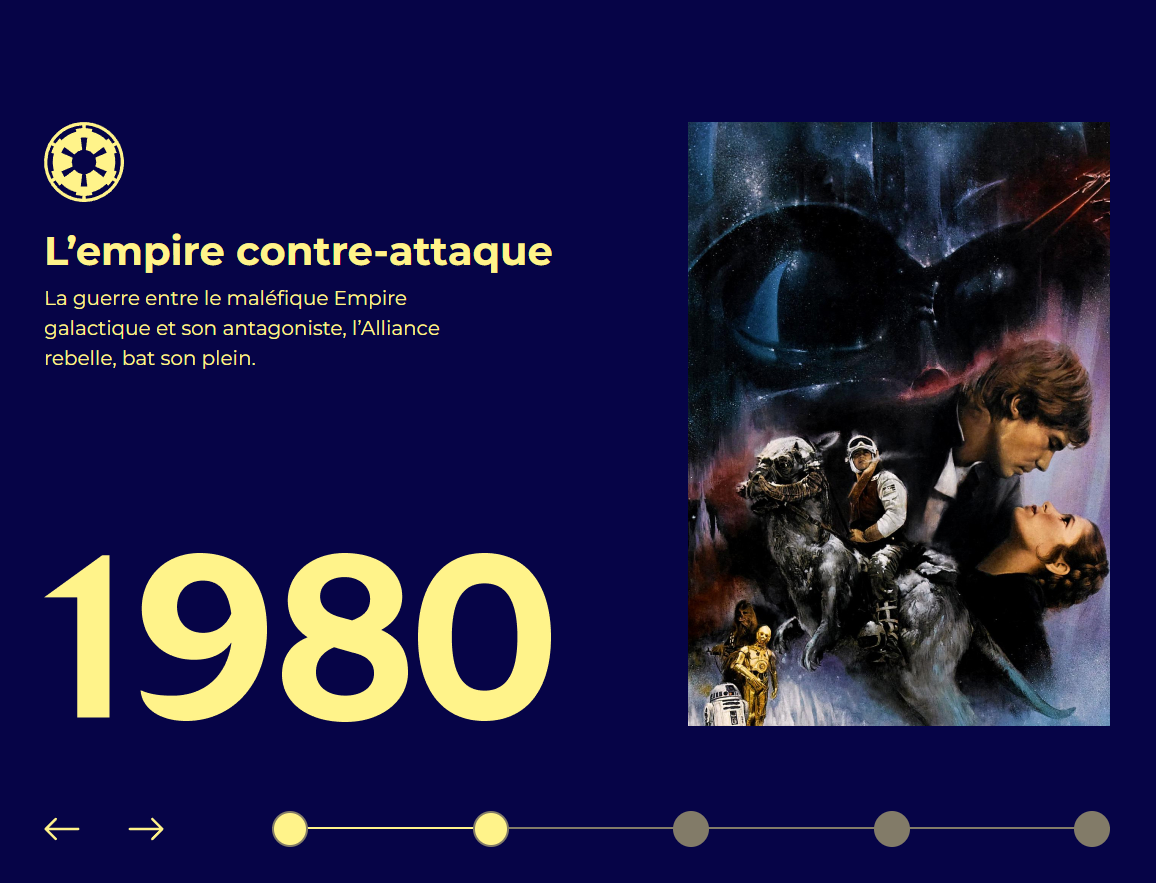 L’empire contre-attaque
La guerre entre le maléfique Empire
galactique et son antagoniste, l’Alliance
rebelle, bat son plein.
1980